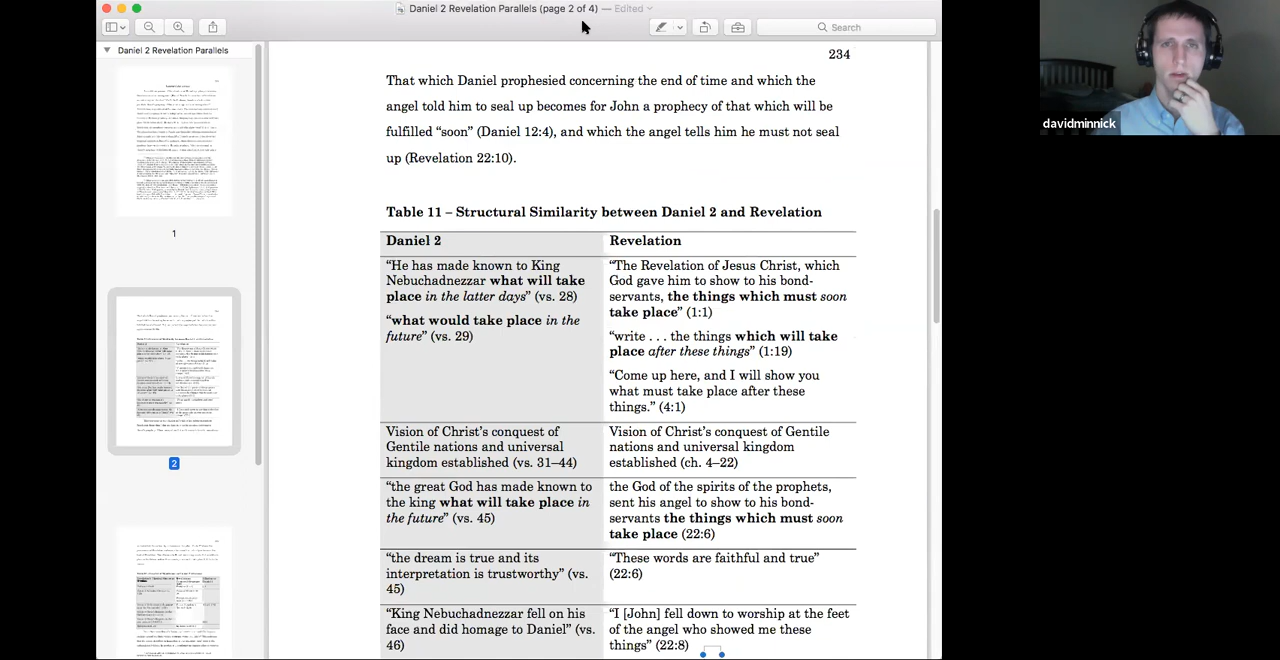 Daniel 2 Revelation Parallels (page 2 of 4) — Edited
Search
Daniel 2 Revelation Parallels
1
2
234
That which Daniel prophesied concerning the end of time and which the
angel told him to seal up because John's prophecy of that which will be
fulfilled "soon" (Daniel 12:4), of which the angel tells him he must not seal
up (Rev 22:10).
Table 11 – Structural Similarity between Daniel 2 and Revelation
Daniel 2
Revelation
"He has made known to King
Nebuchadnezzar what will take
place in the latter days" (vs. 28)
"what would take place in the
future" (vs. 29)
"The Revelation of Jesus Christ, which
God gave him to show to his bond-
servants, the things which must soon
take place" (1:1)
"write . . . the things which will take
place after these things" (1:19)
"Come up here, and I will show you
what must take place after these
things." (4:1)
Vision of Christ's conquest of
Gentile nations and universal
kingdom established (vs. 31–44)
Vision of Christ's conquest of Gentile
nations and universal kingdom
established (ch. 4–22)
"the great God has made known to
the king what will take place in
the future" (vs. 45)
the God of the spirits of the prophets,
sent his angel to show to his bond-
servants the things which must soon
take place (22:6)
"the dream is true and its
interpretation is trustworthy" (vs.
45)
"These words are faithful and true"
(22:6)
Nebuchadnezzar "fell on his
face and did homage to Daniel" (vs.
46)
"I John fell down to worship at the feet
of the angel who showed me these
things" (22:8)
davidminnick